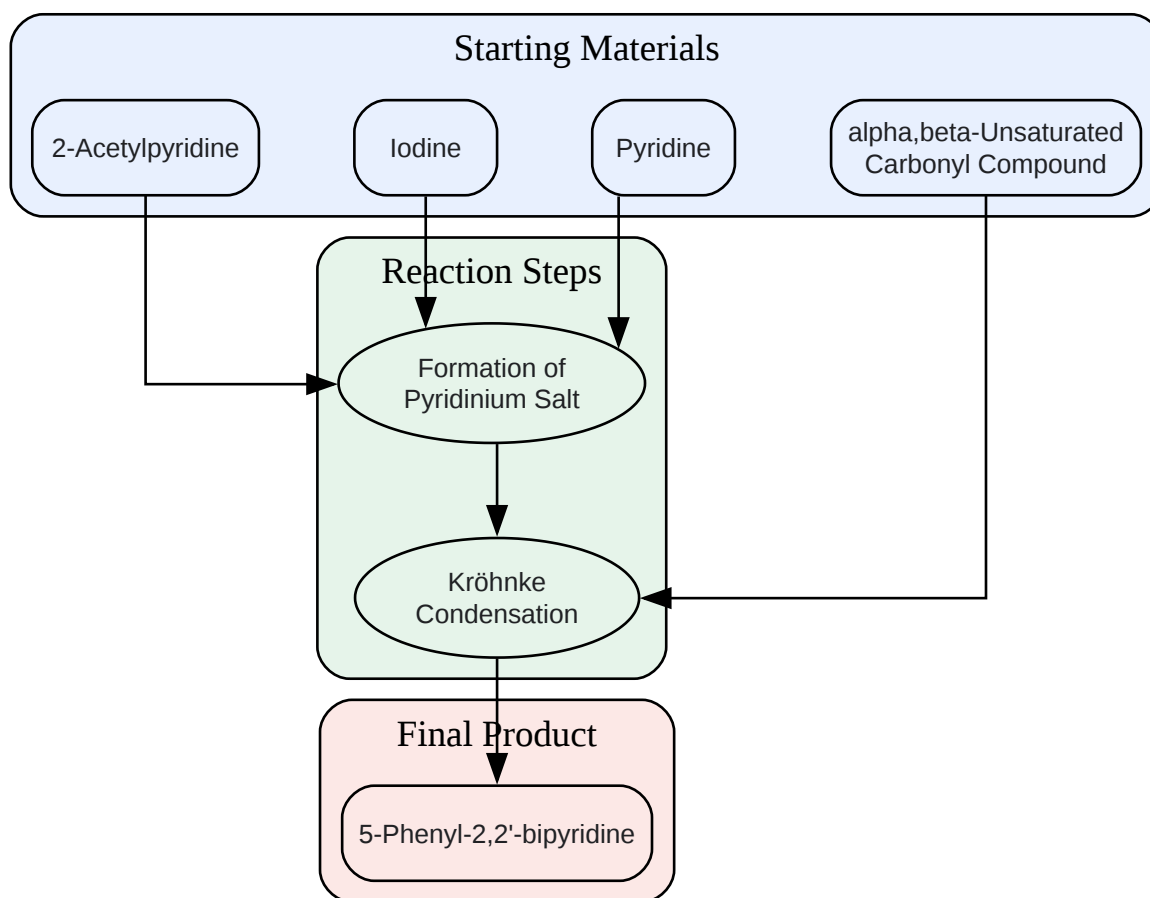 Starting Materials
2-Acetylpyridine
Iodine
Pyridine
alpha,beta-Unsaturated
Carbonyl Compound
Reaction Steps
Formation of
Pyridinium Salt
Kröhnke
Condensation
Final Product
5-Phenyl-2,2'-bipyridine